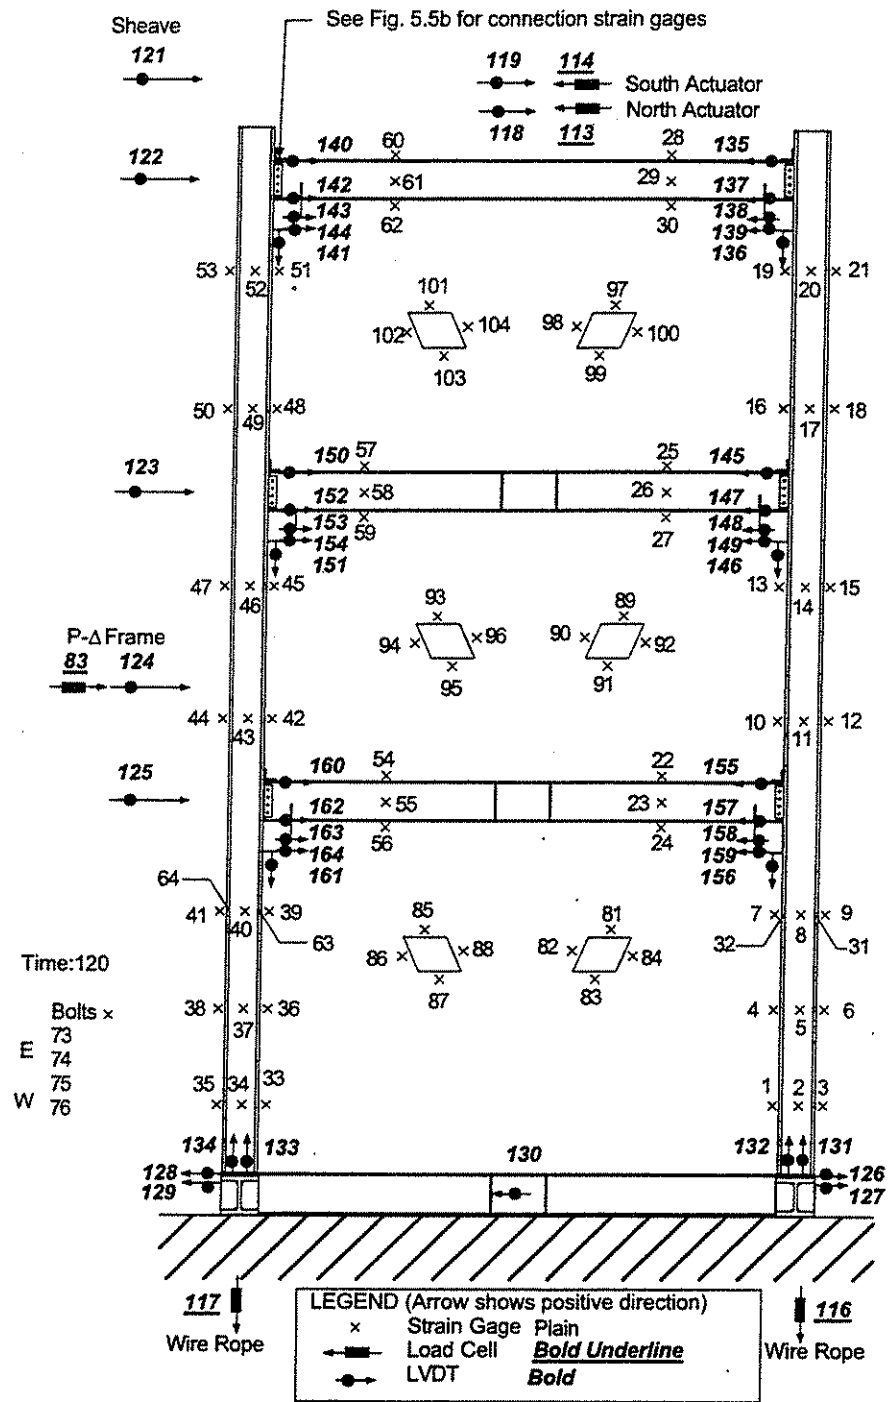 Sheave
See Fig. 5.5b for connection strain gages
121
119 114 South Actuator
118 113 North Actuator
122
140 60 28 135
142 61 29 137
143 62 30 138
144 139
141 136
53 52 51 19 20 21
101 97
102 104 98 100
103 99
50 49 48 16 17 18
123
150 57 25 145
152 58 26 147
153 59 27 148
154 149
151 146
47 46 45 13 14 15
93 89
94 96 90 92
95 91
P-Δ Frame
83 124
44 43 42 10 11 12
125
160 54 22 155
162 55 23 157
163 56 24 158
164 159
161 156
64
41 40 39 7 8 9
63 32 31
85 81
86 88 82 84
87 83
Time:120
38 37 36 4 5 6
Bolts ×
73
E 74
75
W 76
35 34 33 1 2 3
134 133 130 132 131
128 126
129 127
117 116
Wire Rope Wire Rope
LEGEND (Arrow shows positive direction)
× Strain Gage Plain
Load Cell Bold Underline
LVDT Bold